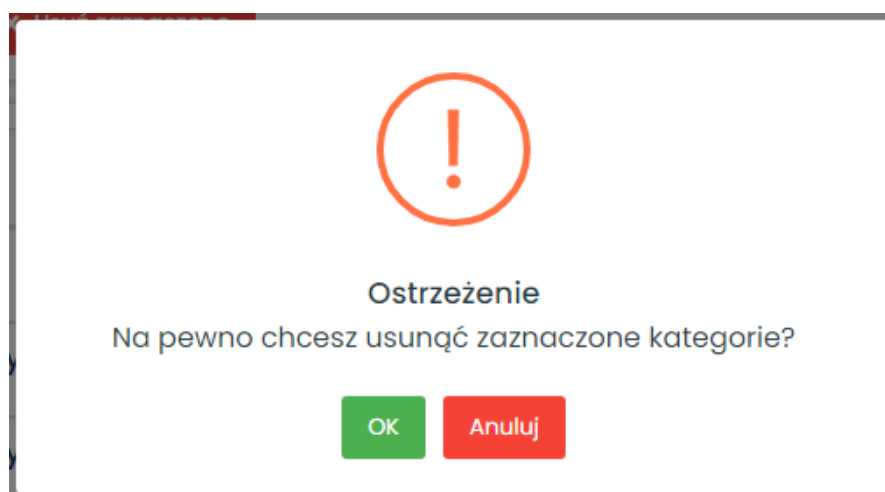 Ostrzeżenie
Na pewno chcesz usunąć zaznaczone kategorie?
OK
Anuluj